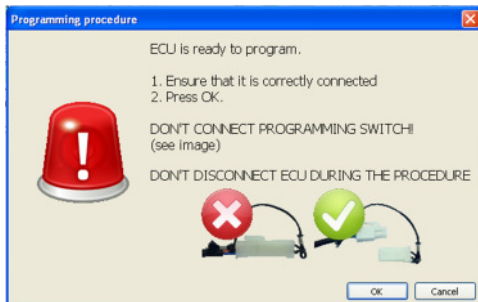 Programming procedure
ECU is ready to program.
1. Ensure that it is correctly connected
2. Press OK.
DON'T CONNECT PROGRAMMING SWITCH!
(see image)
DON'T DISCONNECT ECU DURING THE PROCEDURE
OK
Cancel